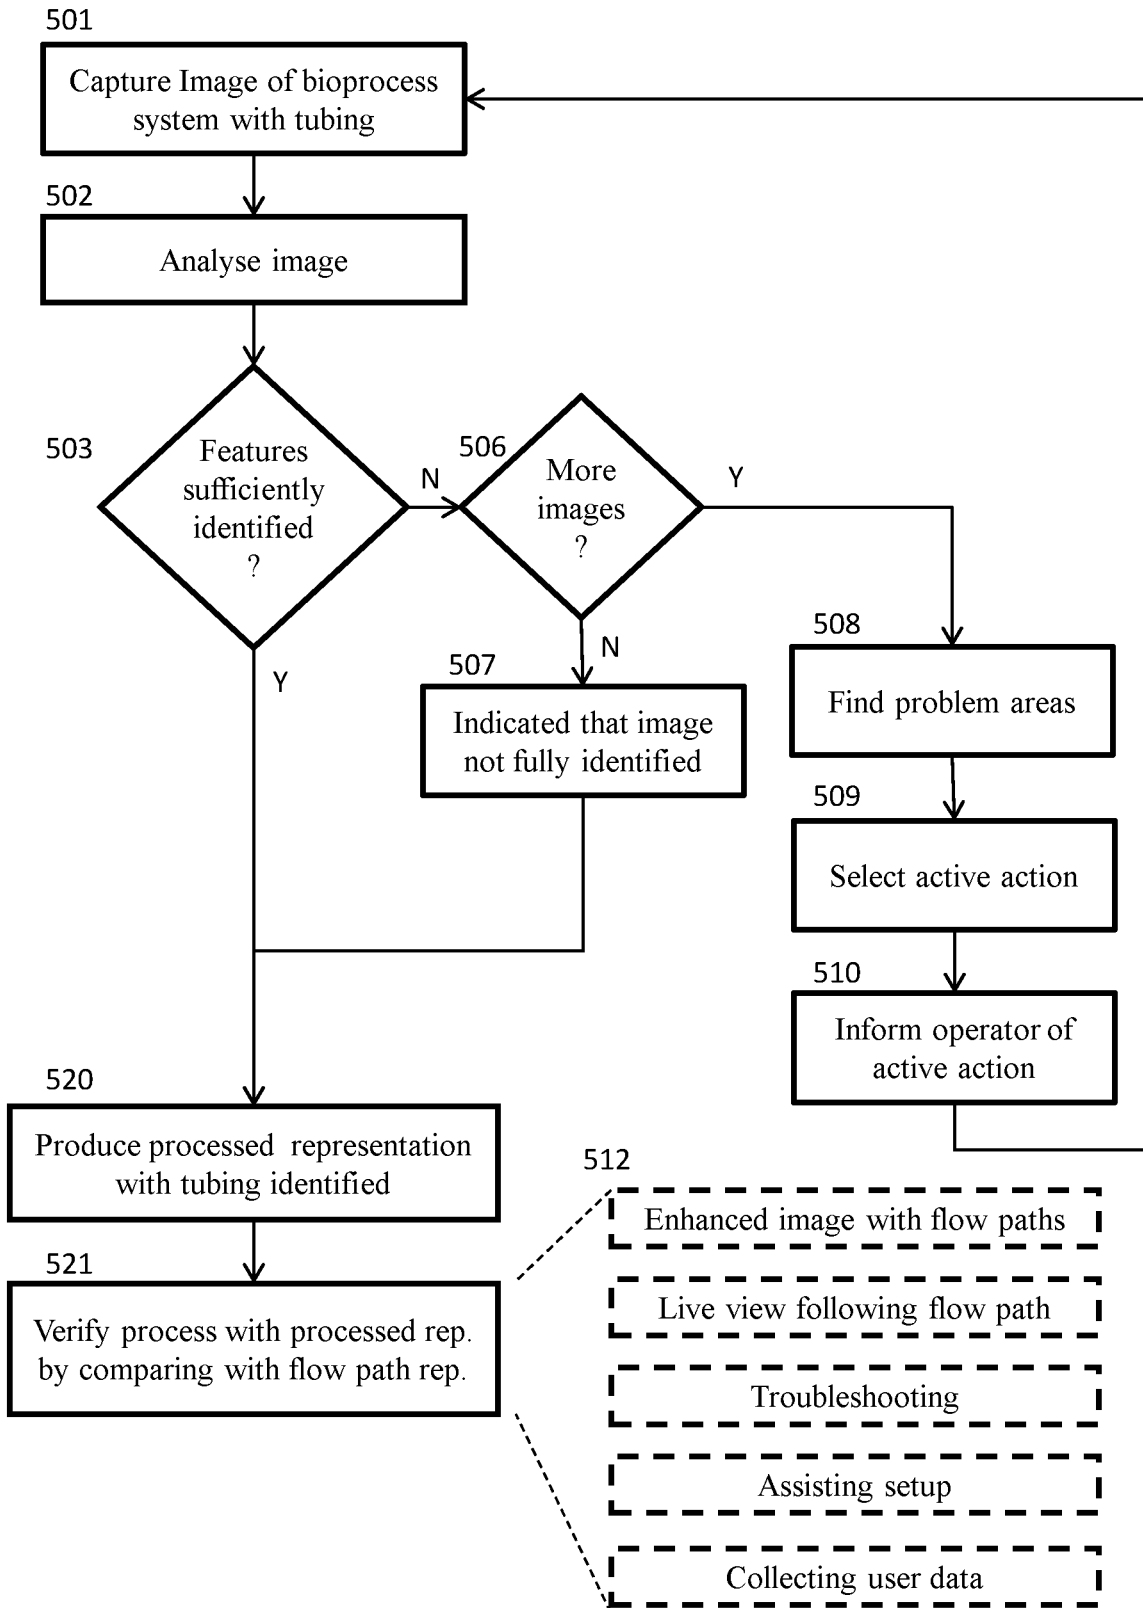 501
Capture Image of bioprocess
system with tubing
502
Analyse image
503
Features
sufficiently
identified
?
N
506
More
images
?
Y
N
Y
507
Indicated that image
not fully identified
508
Find problem areas
509
Select active action
510
Inform operator of
active action
520
Produce processed representation
with tubing identified
521
Verify process with processed rep.
by comparing with flow path rep.
512
Enhanced image with flow paths
Live view following flow path
Troubleshooting
Assisting setup
Collecting user data